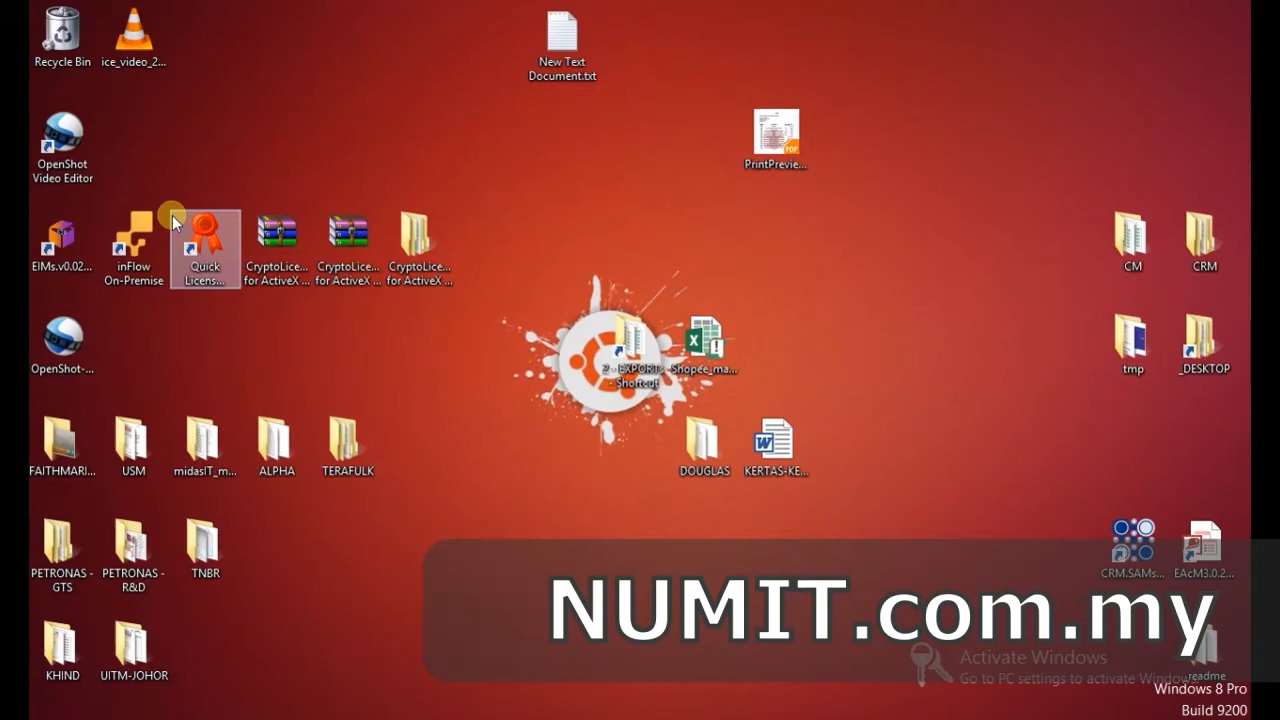 Recycle Bin
ice_video_2...
New Text
Document.txt
OpenShot
Video Editor
PDF
PrintPrevie...
EIMs.v0.02...
inFlow
On-Premise
Quick
Licens...
CryptoLice...
for ActiveX ...
CryptoLice...
for ActiveX ...
CryptoLice...
for ActiveX ...
CM
CRM
OpenShot-...
2 - EXPORTs
- Shortcut
Shopee_ma...
tmp
_DESKTOP
FAITHMARI...
USM
midasIT_m...
ALPHA
TERAFULK
DOUGLAS
KERTAS-KE...
PETRONAS -
GTS
PETRONAS -
R&D
TNBR
CRM.SAMs...
EAcM3.0.2...
NUMIT.com.my
KHIND
UITM-JOHOR
readme
Activate Windows
Go to PC settings to activate Windows.
Windows 8 Pro
Build 9200